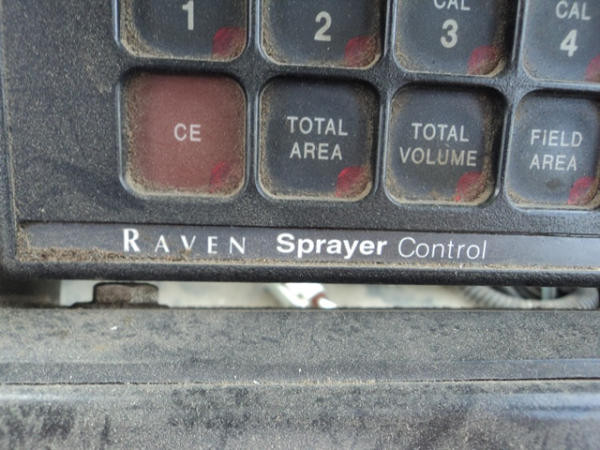 CAL CAL
1 2 3 4
CE
TOTAL AREA
TOTAL VOLUME
FiELD AREA
RAVEN Sprayer Control